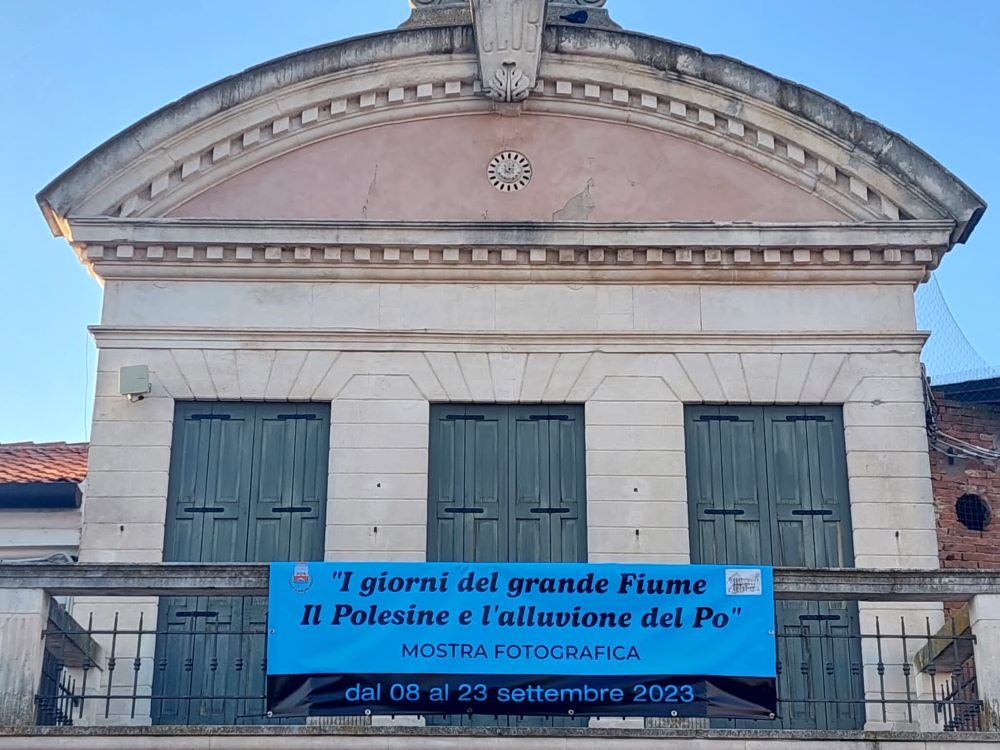 "I giorni del grande Fiume
Il Polesine e l'alluvione del Po"
MOSTRA FOTOGRAFICA
dal 08 al 23 settembre 2023